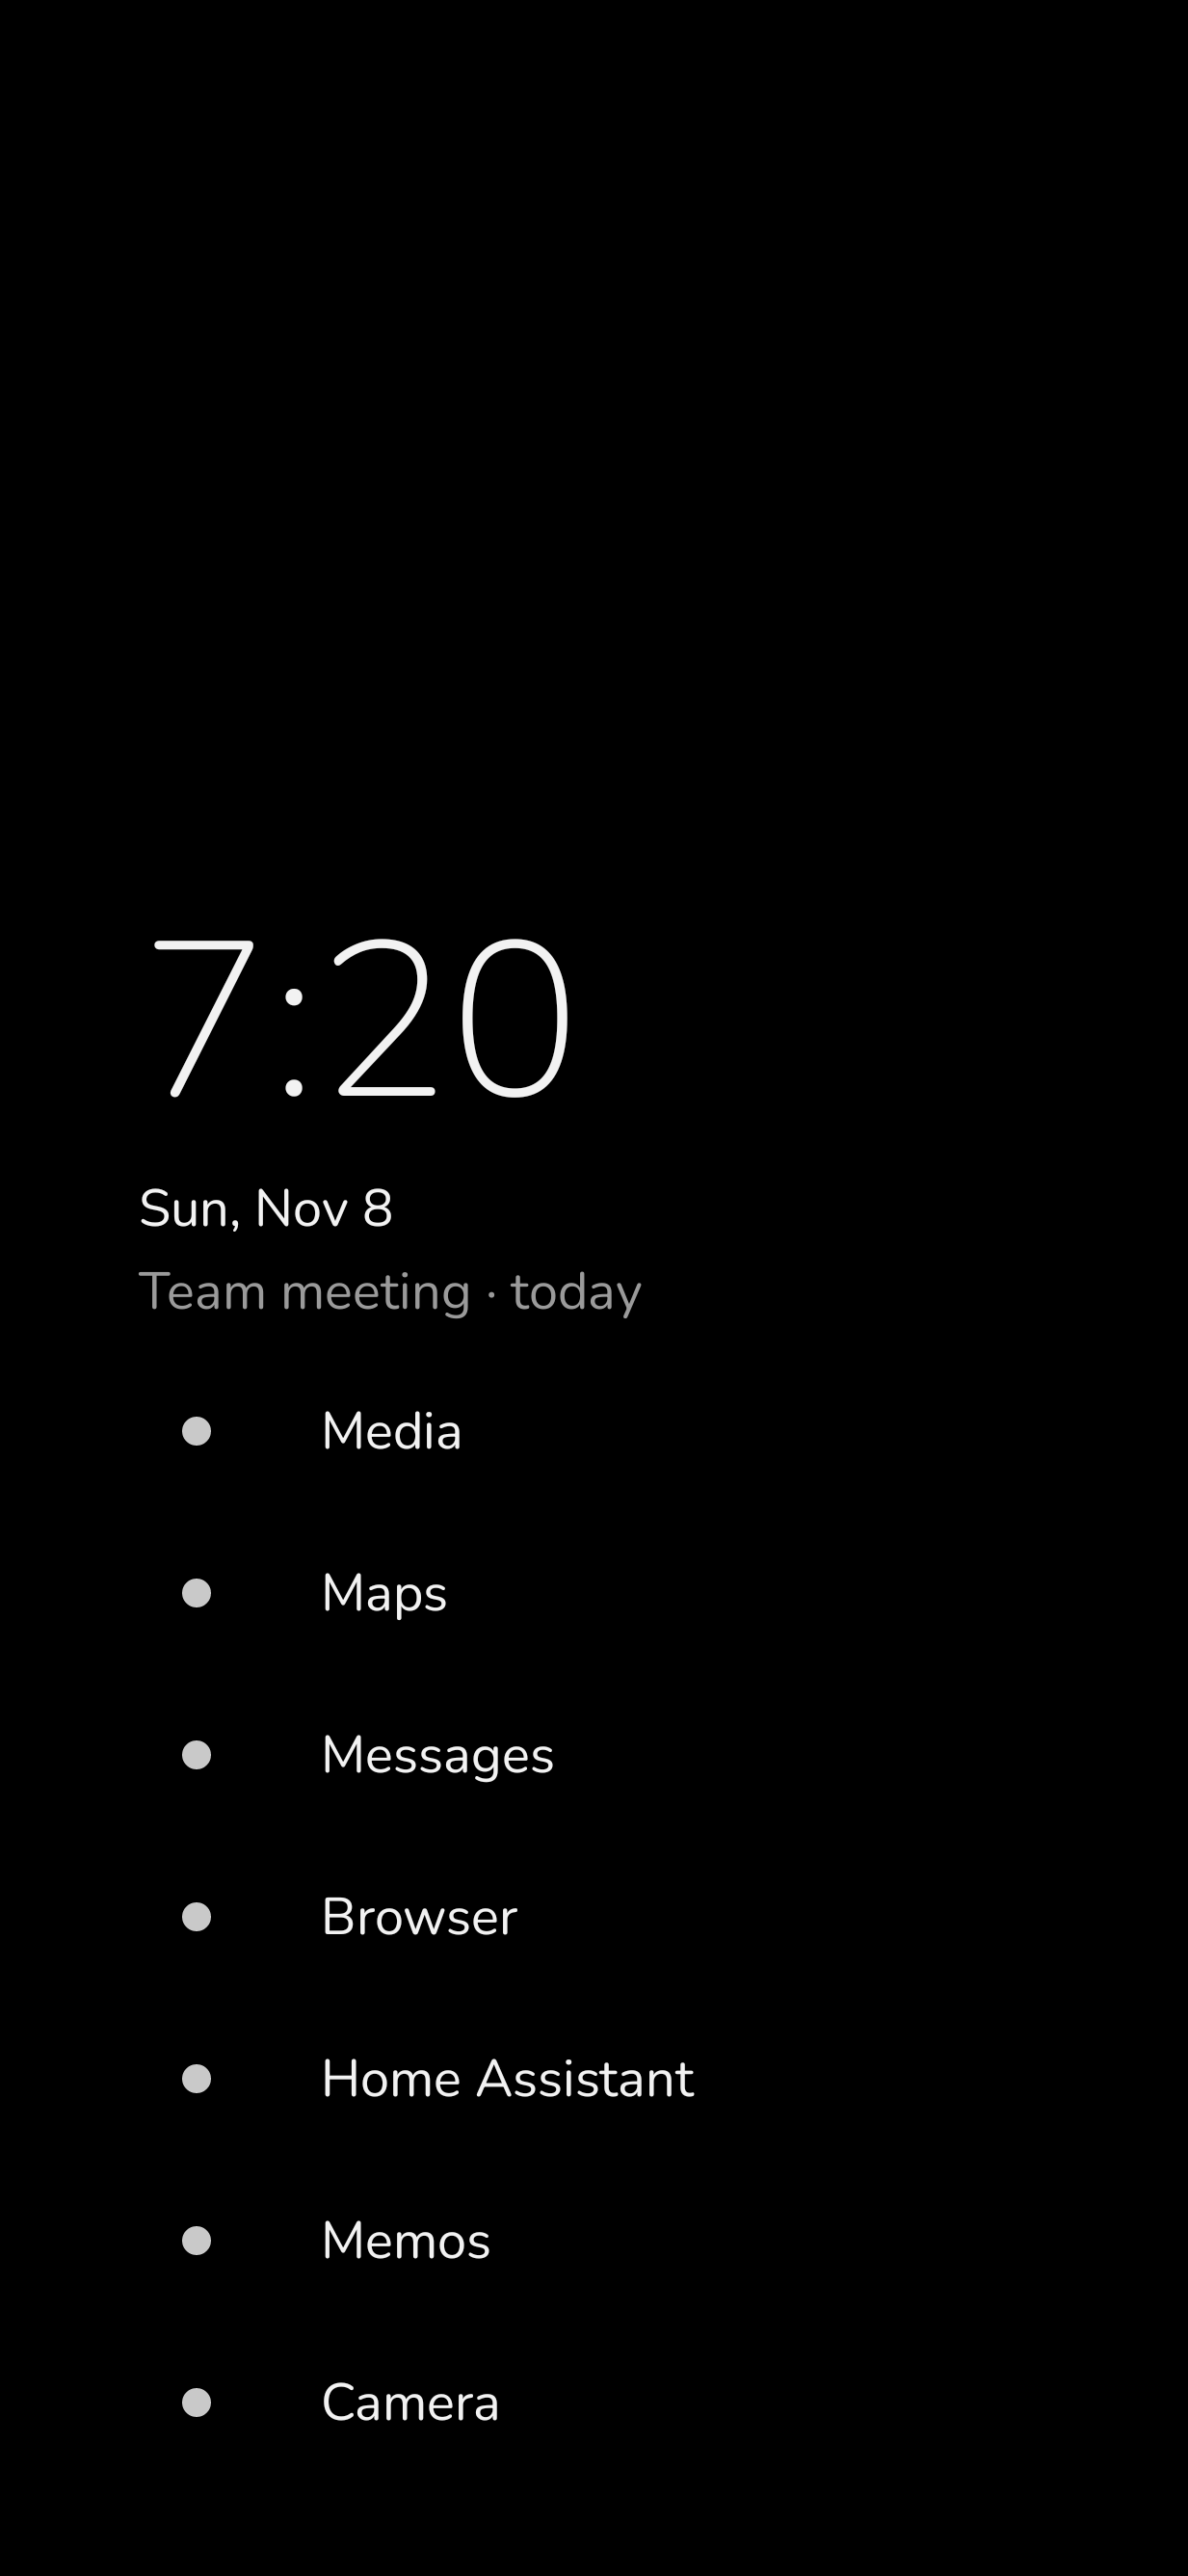 7:20
Sun, Nov 8
Team meeting · today
Media
Maps
Messages
Browser
Home Assistant
Memos
Camera